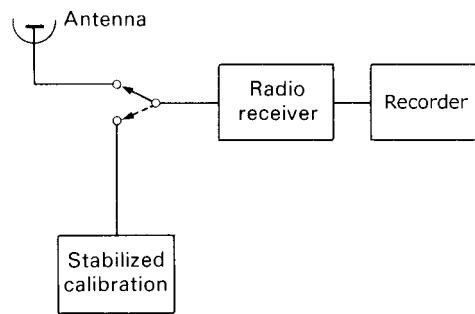 Antenna
Radio
receiver
Recorder
Stabilized
calibration